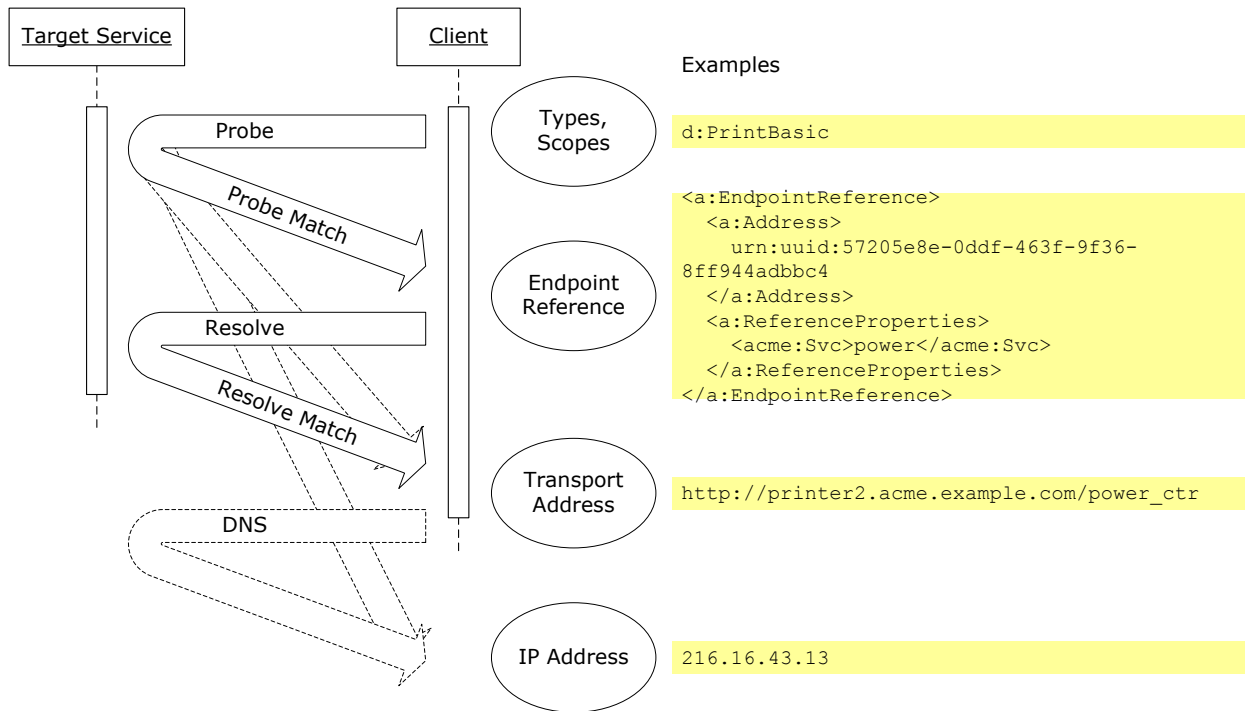 Target Service
Client
Examples
Probe
Types,
Scopes
d:PrintBasic
Probe Match
Endpoint
Reference
<a:EndpointReference>
  <a:Address>
    urn:uuid:57205e8e-0ddf-463f-9f36-
8ff944adbbc4
  </a:Address>
  <a:ReferenceProperties>
    <acme:Svc>power</acme:Svc>
  </a:ReferenceProperties>
</a:EndpointReference>
Resolve
Resolve Match
Transport
Address
http://printer2.acme.example.com/power_ctr
DNS
IP Address
216.16.43.13